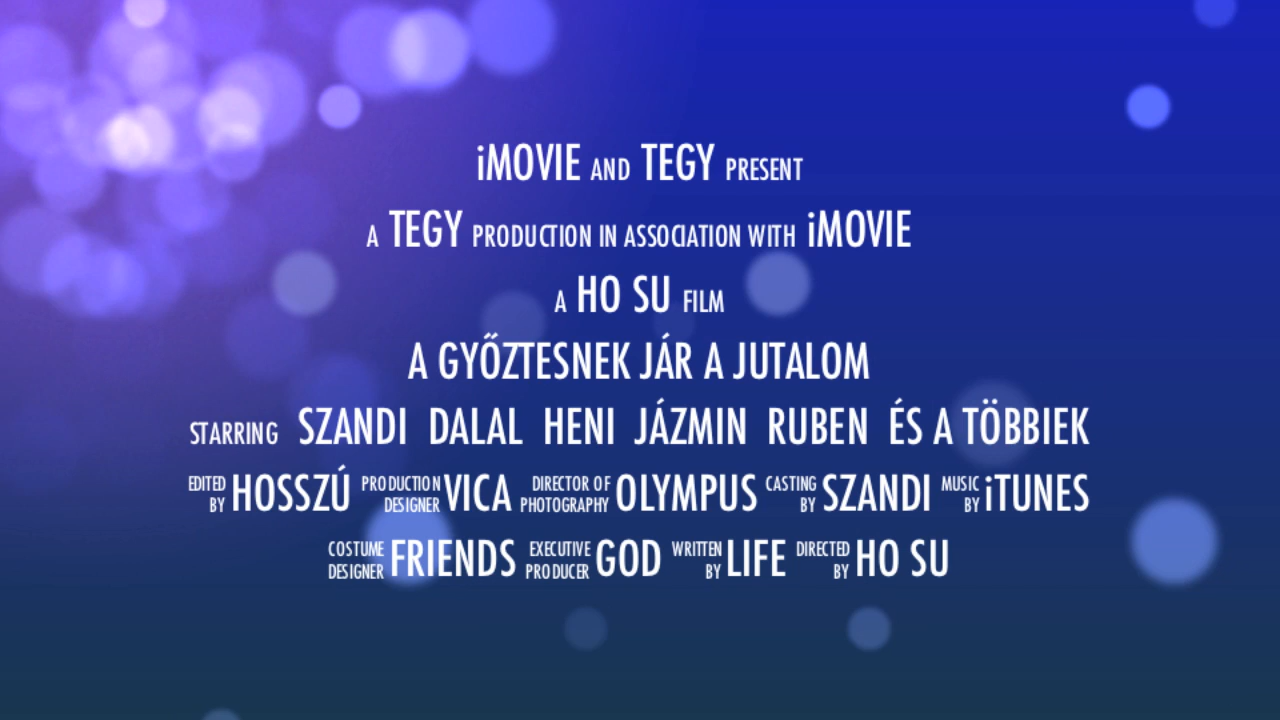 iMOVIE AND TEGY PRESENT
A TEGY PRODUCTION IN ASSOCIATION WITH iMOVIE
A HO SU FILM
A GYŐZTESNEK JÁR A JUTALOM
STARRING SZANDI DALAL HENI JÁZMIN RUBEN ÉS A TÖBBIEK
EDITED BY HOSSZÚ PRODUCTION DESIGNER VICA DIRECTOR OF PHOTOGRAPHY OLYMPUS CASTING BY SZANDI MUSIC BY iTUNES
COSTUME DESIGNER FRIENDS EXECUTIVE PRODUCER GOD WRITTEN BY LIFE DIRECTED BY HO SU